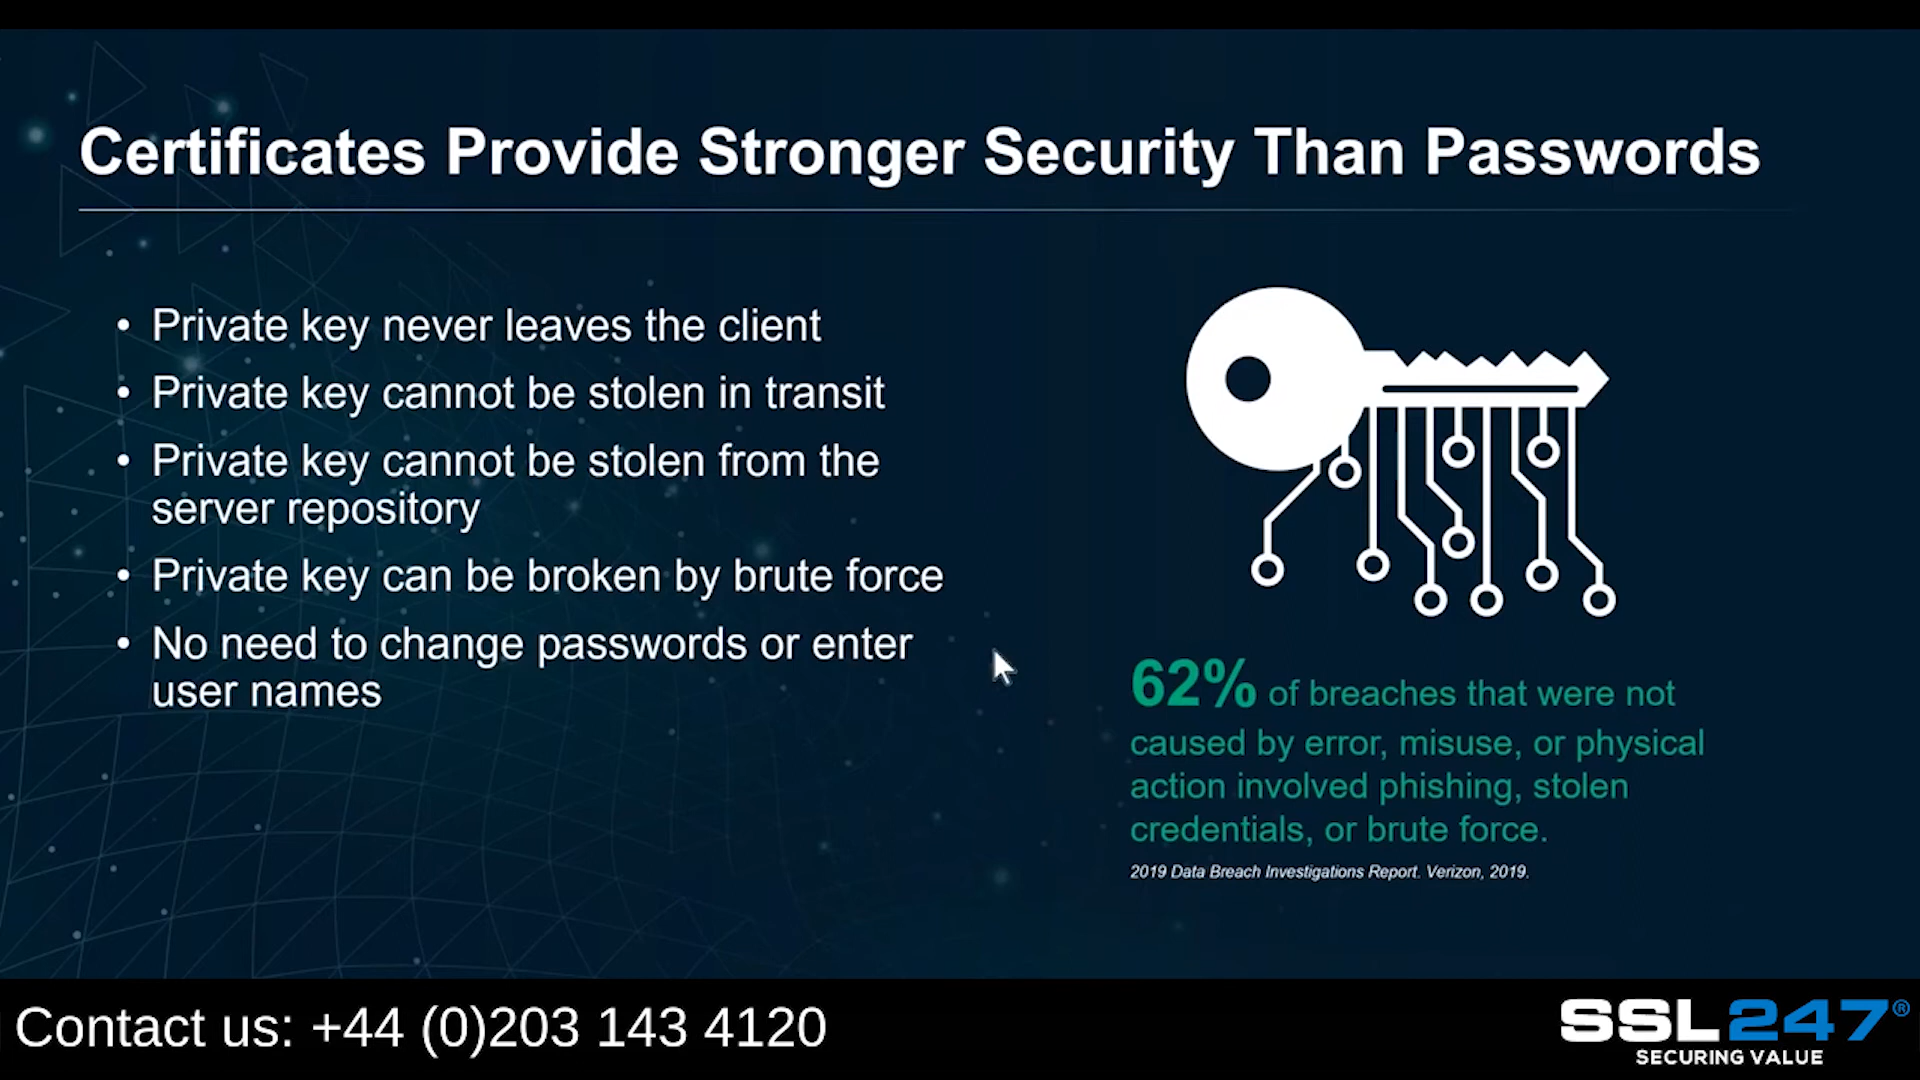 Certificates Provide Stronger Security Than Passwords
• Private key never leaves the client
• Private key cannot be stolen in transit
• Private key cannot be stolen from the
server repository
• Private key can be broken by brute force
• No need to change passwords or enter
user names
62% of breaches that were not
caused by error, misuse, or physical
action involved phishing, stolen
credentials, or brute force.
2019 Data Breach Investigations Report. Verizon, 2019.
Contact us: +44 (0)203 143 4120
SSL247®
SECURING VALUE